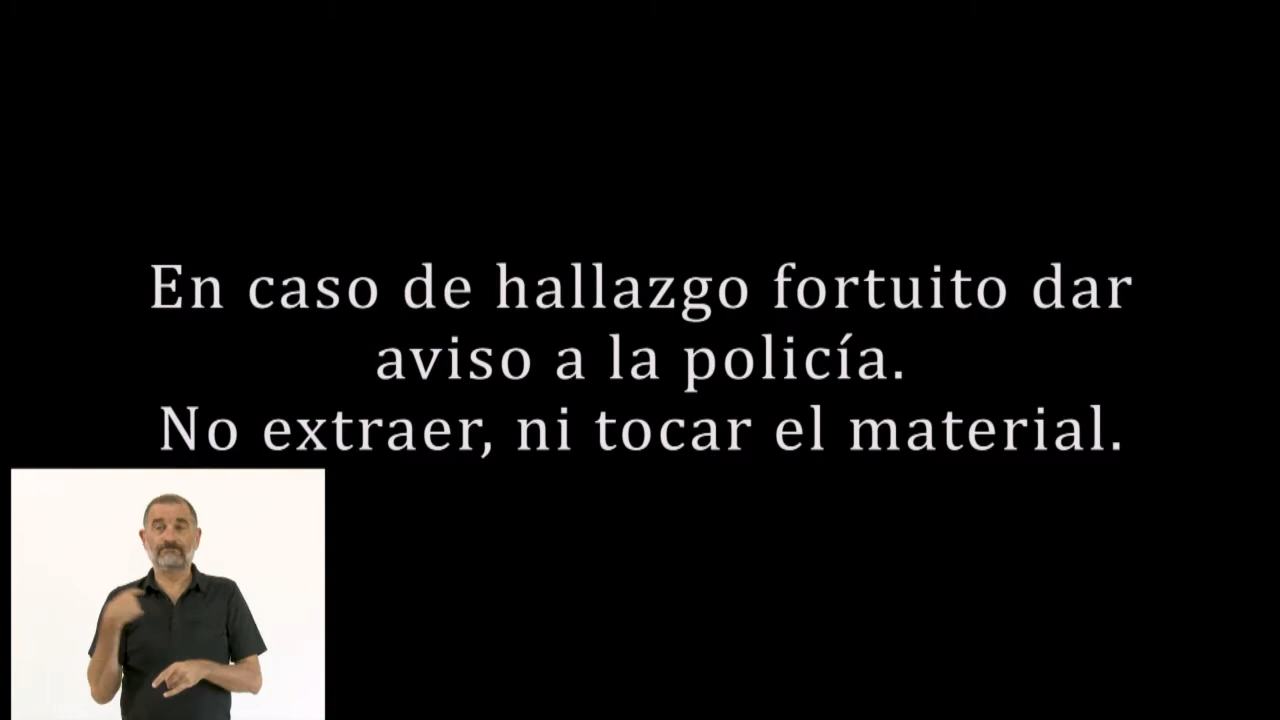 En caso de hallazgo fortuito dar
aviso a la policía.
No extraer, ni tocar el material.